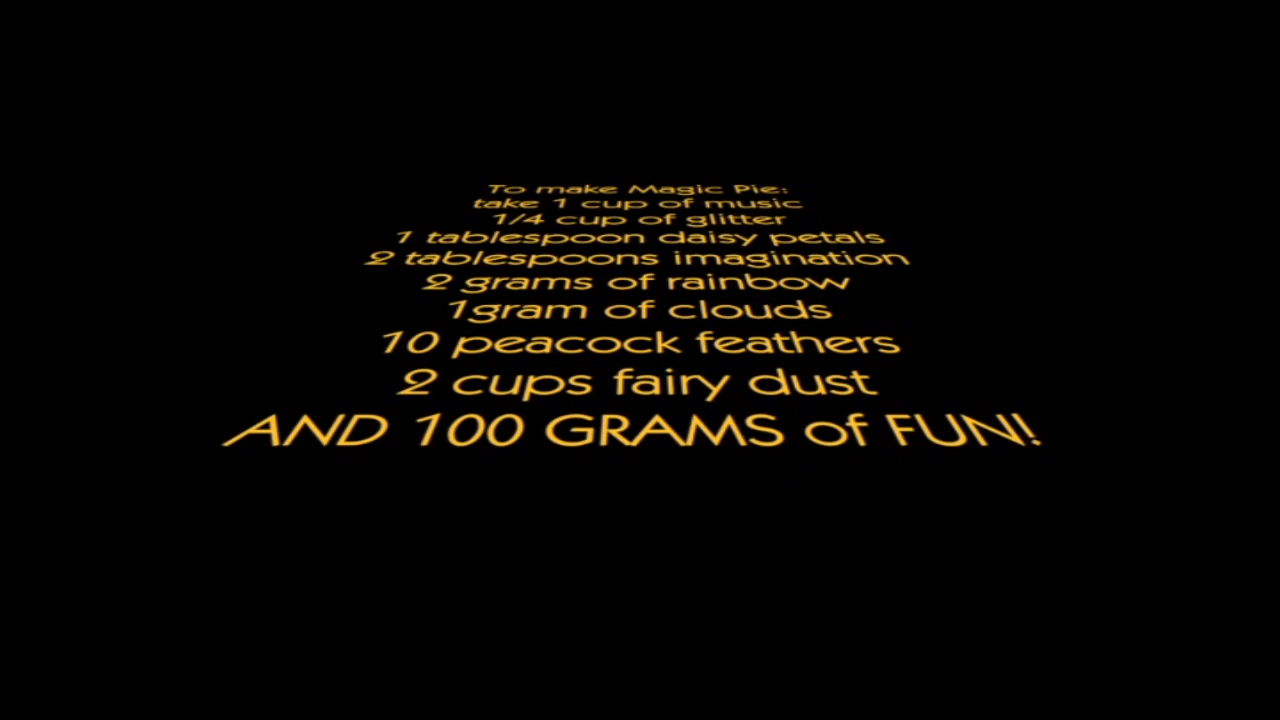 To make Magic Pie:
take 1 cup of music
1/4 cup of glitter
1 tablespoon daisy petals
2 tablespoons imagination
2 grams of rainbow
1gram of clouds
10 peacock feathers
2 cups fairy dust
AND 100 GRAMS of FUN!